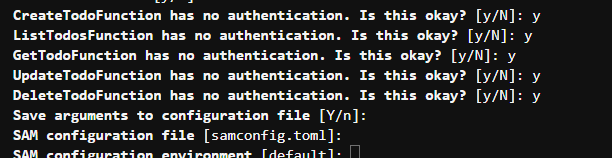 CreateTodoFunction has no authentication. Is this okay? [y/N]: y
ListTodosFunction has no authentication. Is this okay? [y/N]: y
GetTodoFunction has no authentication. Is this okay? [y/N]: y
UpdateTodoFunction has no authentication. Is this okay? [y/N]: y
DeleteTodoFunction has no authentication. Is this okay? [y/N]: y
Save arguments to configuration file [Y/n]:
SAM configuration file [samconfig.toml]:
SAM configuration environment [default]: